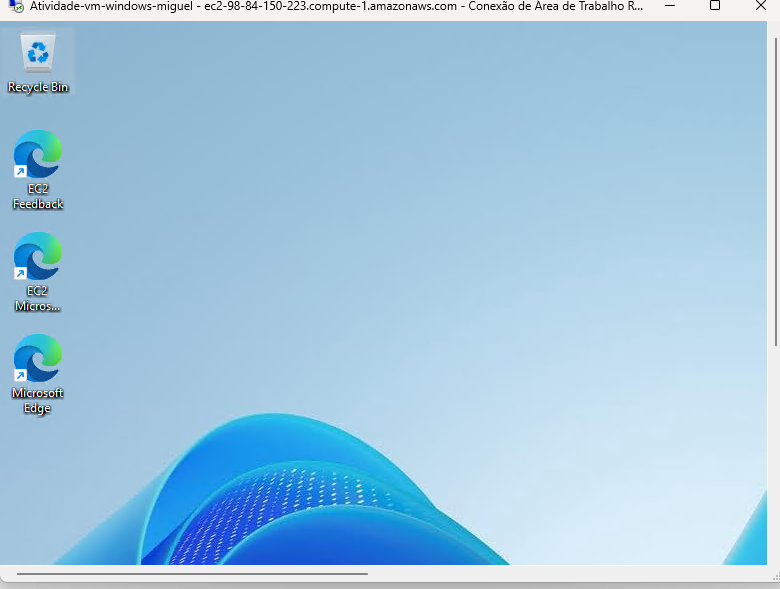 Atividade-vm-windows-miguel - ec2-98-84-150-223.compute-1.amazonaws.com - Conexão de Área de Trabalho R...
Recycle Bin
EC2
Feedback
EC2
Micros...
Microsoft
Edge